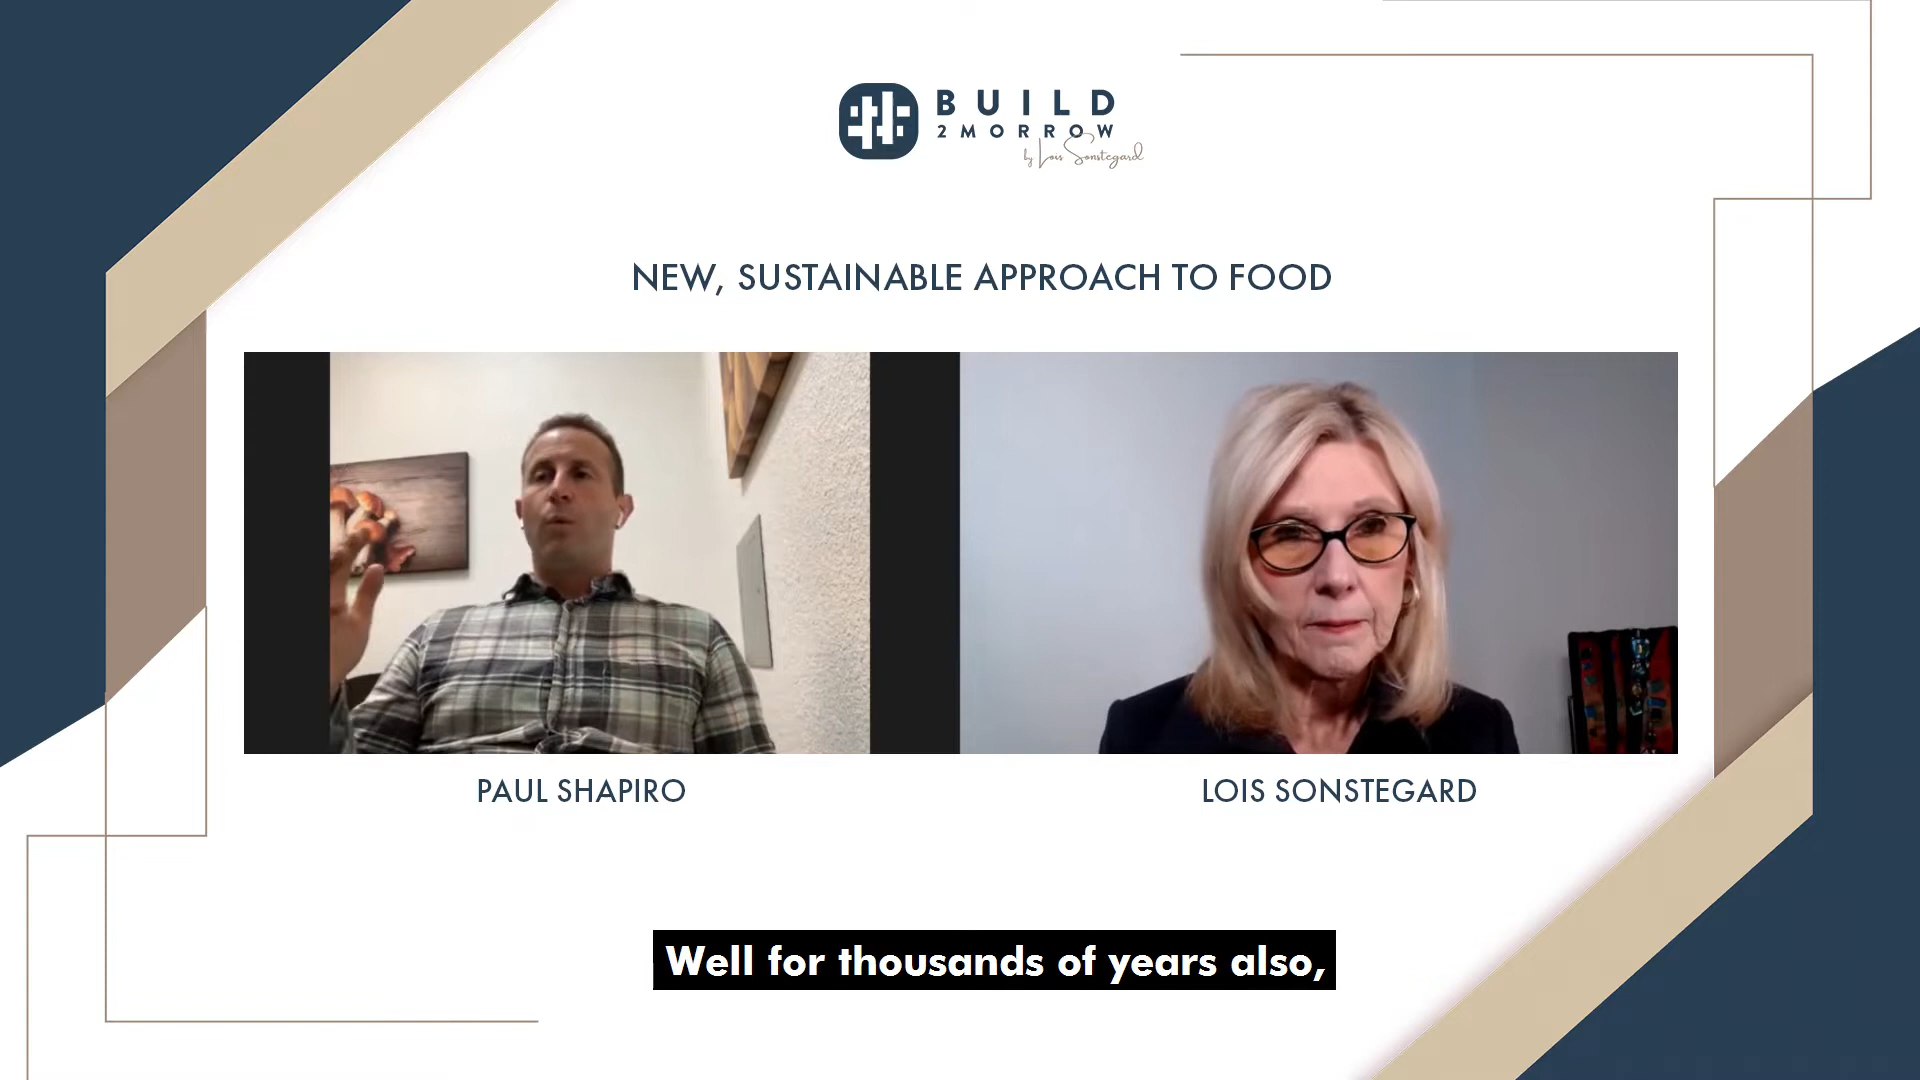 BUILD
2MORROW
by Lois Sonstegard
NEW, SUSTAINABLE APPROACH TO FOOD
PAUL SHAPIRO
LOIS SONSTEGARD
Well for thousands of years also,